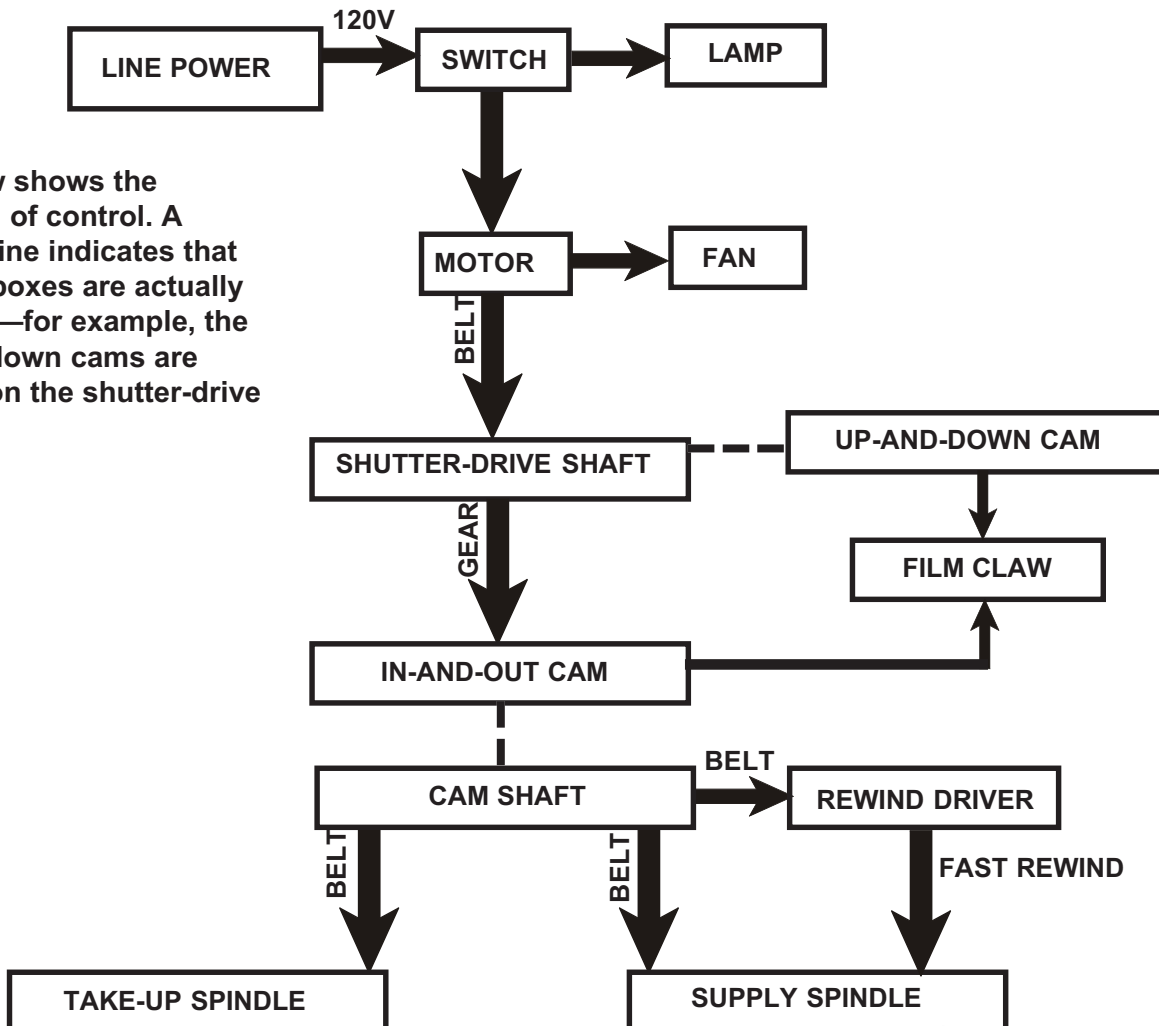 120V
LINE POWER
SWITCH
LAMP
shows the
of control. A
indicates that
boxes are actually
—for example, the
cams are
on the shutter-drive
MOTOR
FAN
BELT
SHUTTER-DRIVE SHAFT
UP-AND-DOWN CAM
GEAR
FILM CLAW
IN-AND-OUT CAM
BELT
CAM SHAFT
REWIND DRIVER
BELT
BELT
FAST REWIND
TAKE-UP SPINDLE
SUPPLY SPINDLE